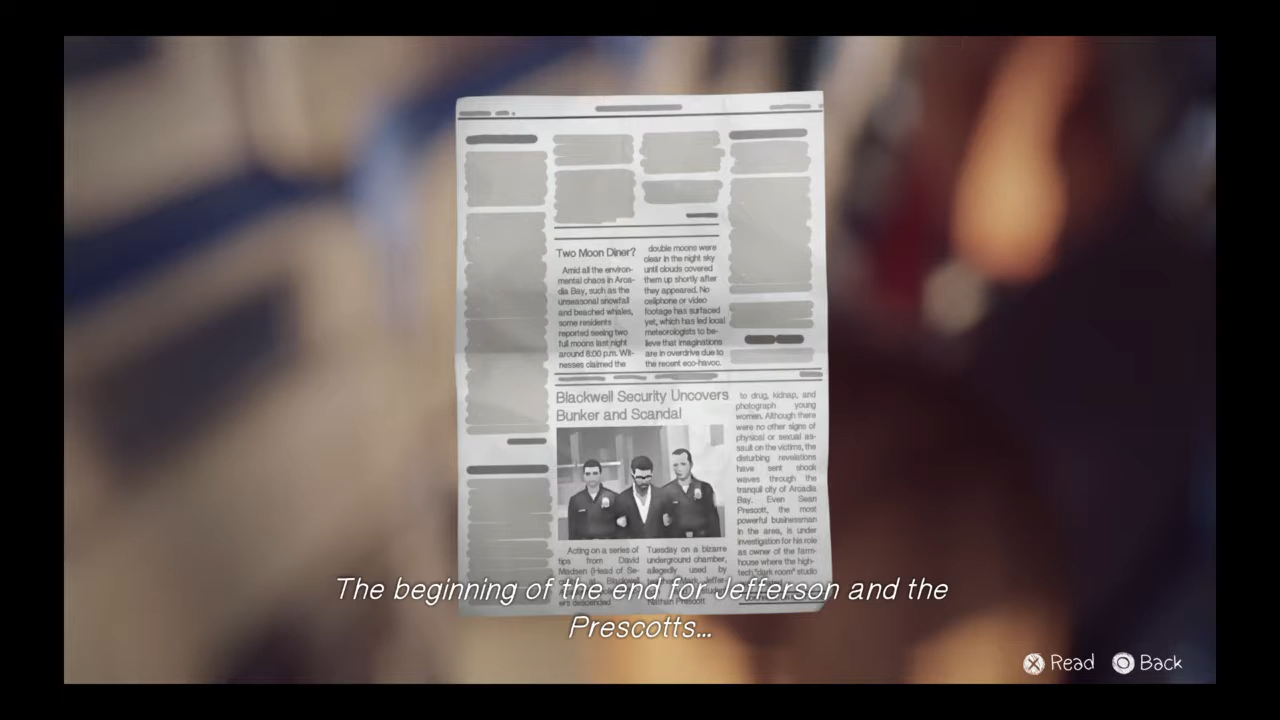 Two Moon Diner?
Amid all the environ-
mental chaos in Arca-
dia Bay, such as the
unseasonal snowfall
and beached whales,
some residents
reported seeing two
full moons last night
around 8:00 p.m. Wit-
nesses claimed the
double moons were
clear in the night sky
until clouds covered
them up shortly after
they appeared. No
cellphone or video
footage has surfaced
yet, which has led local
meteorologists to be-
lieve that imaginations
are in overdrive due to
the recent eco-havoc.
Blackwell Security Uncovers
Bunker and Scandal
Acting on a series of
tips from David
Madsen (Head of Se-
ers descended
Tuesday on a bizarre
underground chamber,
allegedly used by
Nathan Prescott
to drug, kidnap, and
photograph young
women. Although there
were no other signs of
physical or sexual as-
sault on the victims, the
disturbing revelations
have sent shock
waves through the
tranquil city of Arcadia
Bay. Even Sean
Prescott, the most
powerful businessman
in the area, is under
investigation for his role
as owner of the farm-
house where the high-
tech "dark room" studio
The beginning of the end for Jefferson and the
Prescotts...
Read Back